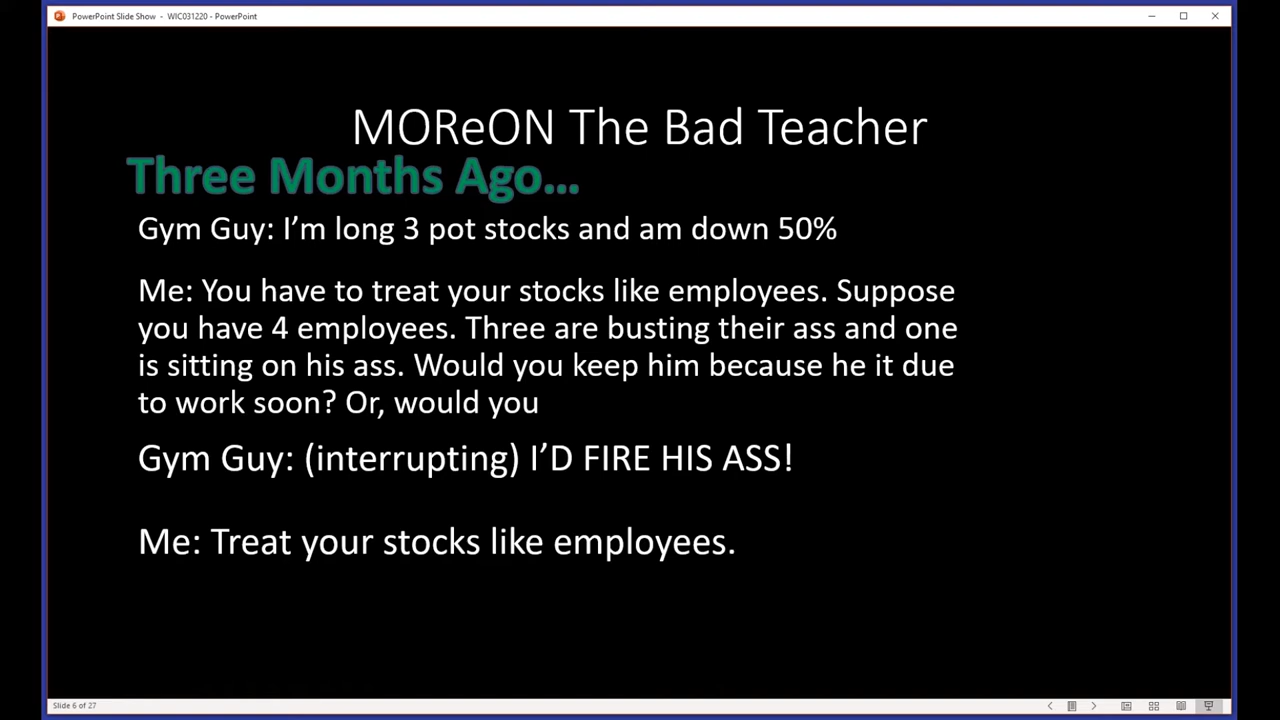 PowerPoint Slide Show - WIC031220 - PowerPoint
MOReON The Bad Teacher
Three Months Ago...
Gym Guy: I’m long 3 pot stocks and am down 50%
Me: You have to treat your stocks like employees. Suppose
you have 4 employees. Three are busting their ass and one
is sitting on his ass. Would you keep him because he it due
to work soon? Or, would you
Gym Guy: (interrupting) I’D FIRE HIS ASS!
Me: Treat your stocks like employees.
Slide 6 of 27